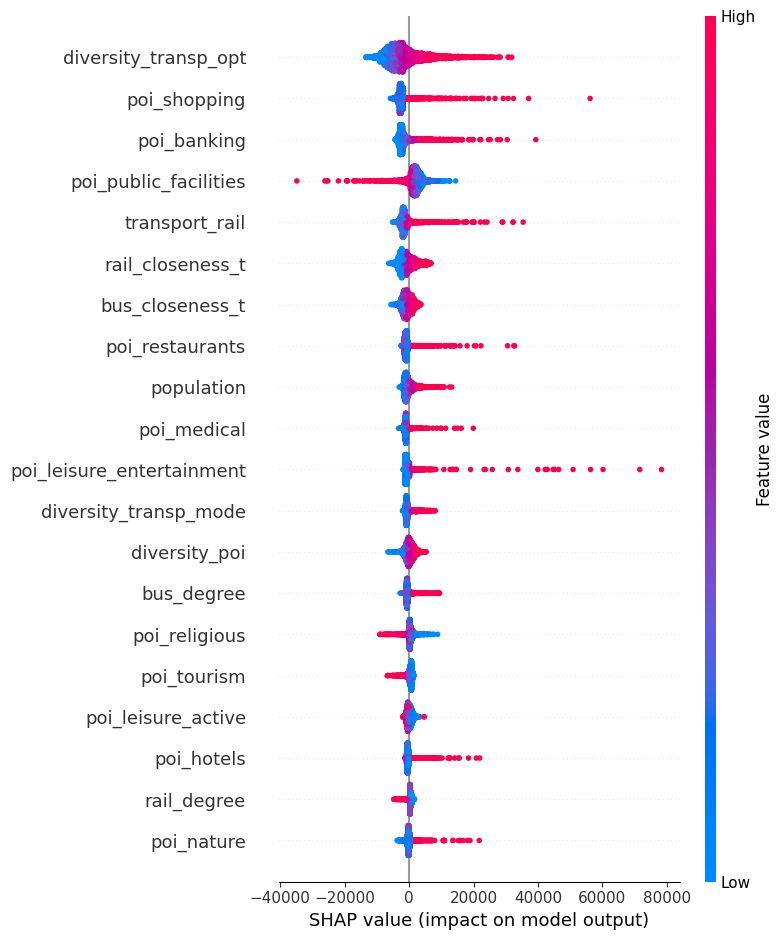 High
diversity_transp_opt
poi_shopping
poi_banking
poi_public_facilities
transport_rail
rail_closeness_t
bus_closeness_t
poi_restaurants
population
poi_medical
poi_leisure_entertainment
diversity_transp_mode
diversity_poi
bus_degree
poi_religious
poi_tourism
poi_leisure_active
poi_hotels
rail_degree
poi_nature
Feature value
Low
−40000 −20000 0 20000 40000 60000 80000
SHAP value (impact on model output)